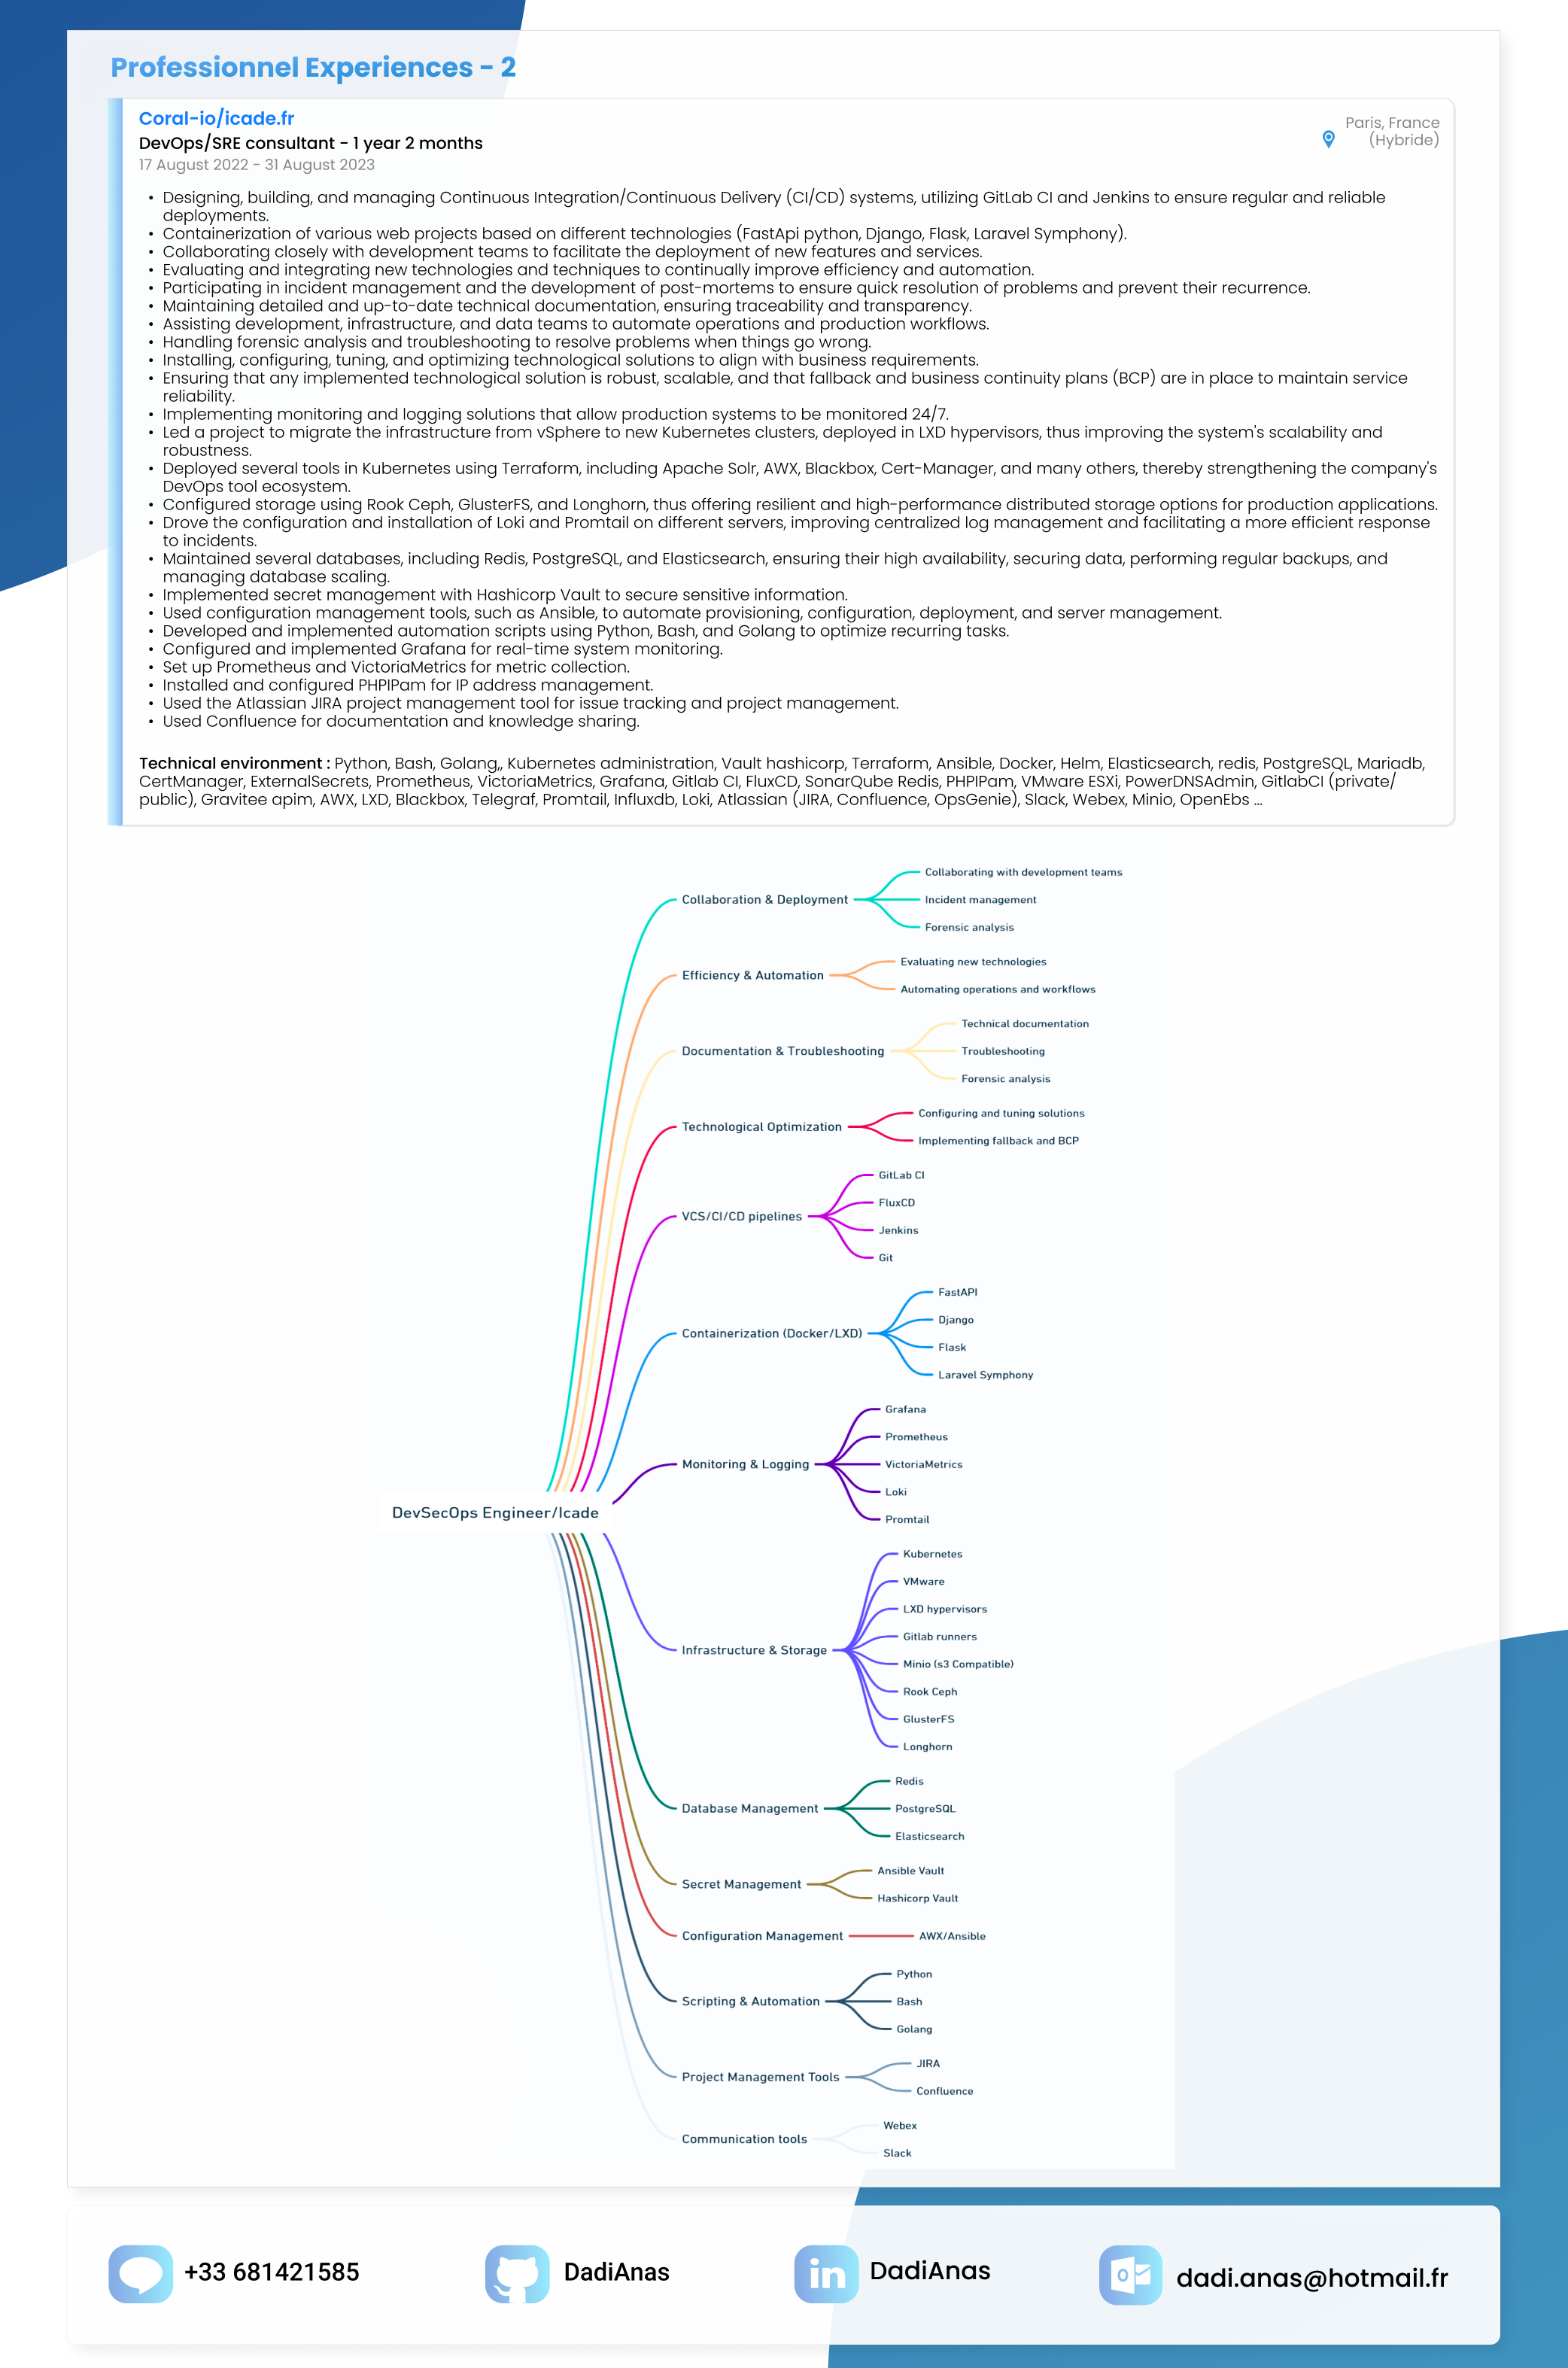 Professionnel Experiences - 2
Coral-io/icade.fr
DevOps/SRE consultant - 1 year 2 months
17 August 2022 - 31 August 2023
Paris, France
(Hybride)
• Designing, building, and managing Continuous Integration/Continuous Delivery (CI/CD) systems, utilizing GitLab CI and Jenkins to ensure regular and reliable
deployments.
• Containerization of various web projects based on different technologies (FastApi python, Django, Flask, Laravel Symphony).
• Collaborating closely with development teams to facilitate the deployment of new features and services.
• Evaluating and integrating new technologies and techniques to continually improve efficiency and automation.
• Participating in incident management and the development of post-mortems to ensure quick resolution of problems and prevent their recurrence.
• Maintaining detailed and up-to-date technical documentation, ensuring traceability and transparency.
• Assisting development, infrastructure, and data teams to automate operations and production workflows.
• Handling forensic analysis and troubleshooting to resolve problems when things go wrong.
• Installing, configuring, tuning, and optimizing technological solutions to align with business requirements.
• Ensuring that any implemented technological solution is robust, scalable, and that fallback and business continuity plans (BCP) are in place to maintain service
reliability.
• Implementing monitoring and logging solutions that allow production systems to be monitored 24/7.
• Led a project to migrate the infrastructure from vSphere to new Kubernetes clusters, deployed in LXD hypervisors, thus improving the system's scalability and
robustness.
• Deployed several tools in Kubernetes using Terraform, including Apache Solr, AWX, Blackbox, Cert-Manager, and many others, thereby strengthening the company's
DevOps tool ecosystem.
• Configured storage using Rook Ceph, GlusterFS, and Longhorn, thus offering resilient and high-performance distributed storage options for production applications.
• Drove the configuration and installation of Loki and Promtail on different servers, improving centralized log management and facilitating a more efficient response
to incidents.
• Maintained several databases, including Redis, PostgreSQL, and Elasticsearch, ensuring their high availability, securing data, performing regular backups, and
managing database scaling.
• Implemented secret management with Hashicorp Vault to secure sensitive information.
• Used configuration management tools, such as Ansible, to automate provisioning, configuration, deployment, and server management.
• Developed and implemented automation scripts using Python, Bash, and Golang to optimize recurring tasks.
• Configured and implemented Grafana for real-time system monitoring.
• Set up Prometheus and VictoriaMetrics for metric collection.
• Installed and configured PHPIPam for IP address management.
• Used the Atlassian JIRA project management tool for issue tracking and project management.
• Used Confluence for documentation and knowledge sharing.
Technical environment : Python, Bash, Golang,, Kubernetes administration, Vault hashicorp, Terraform, Ansible, Docker, Helm, Elasticsearch, redis, PostgreSQL, Mariadb,
CertManager, ExternalSecrets, Prometheus, VictoriaMetrics, Grafana, Gitlab CI, FluxCD, SonarQube Redis, PHPIPam, VMware ESXi, PowerDNSAdmin, GitlabCI (private/
public), Gravitee apim, AWX, LXD, Blackbox, Telegraf, Promtail, Influxdb, Loki, Atlassian (JIRA, Confluence, OpsGenie), Slack, Webex, Minio, OpenEbs ...
DevSecOps Engineer/Icade
Collaboration & Deployment
Collaborating with development teams
Incident management
Forensic analysis
Efficiency & Automation
Evaluating new technologies
Automating operations and workflows
Documentation & Troubleshooting
Technical documentation
Troubleshooting
Forensic analysis
Technological Optimization
Configuring and tuning solutions
Implementing fallback and BCP
VCS/CI/CD pipelines
GitLab CI
FluxCD
Jenkins
Git
Containerization (Docker/LXD)
FastAPI
Django
Flask
Laravel Symphony
Monitoring & Logging
Grafana
Prometheus
VictoriaMetrics
Loki
Promtail
Infrastructure & Storage
Kubernetes
VMware
LXD hypervisors
Gitlab runners
Minio (s3 Compatible)
Rook Ceph
GlusterFS
Longhorn
Database Management
Redis
PostgreSQL
Elasticsearch
Secret Management
Ansible Vault
Hashicorp Vault
Configuration Management
AWX/Ansible
Scripting & Automation
Python
Bash
Golang
Project Management Tools
JIRA
Confluence
Communication tools
Webex
Slack
+33 681421585
DadiAnas
in
DadiAnas
dadi.anas@hotmail.fr